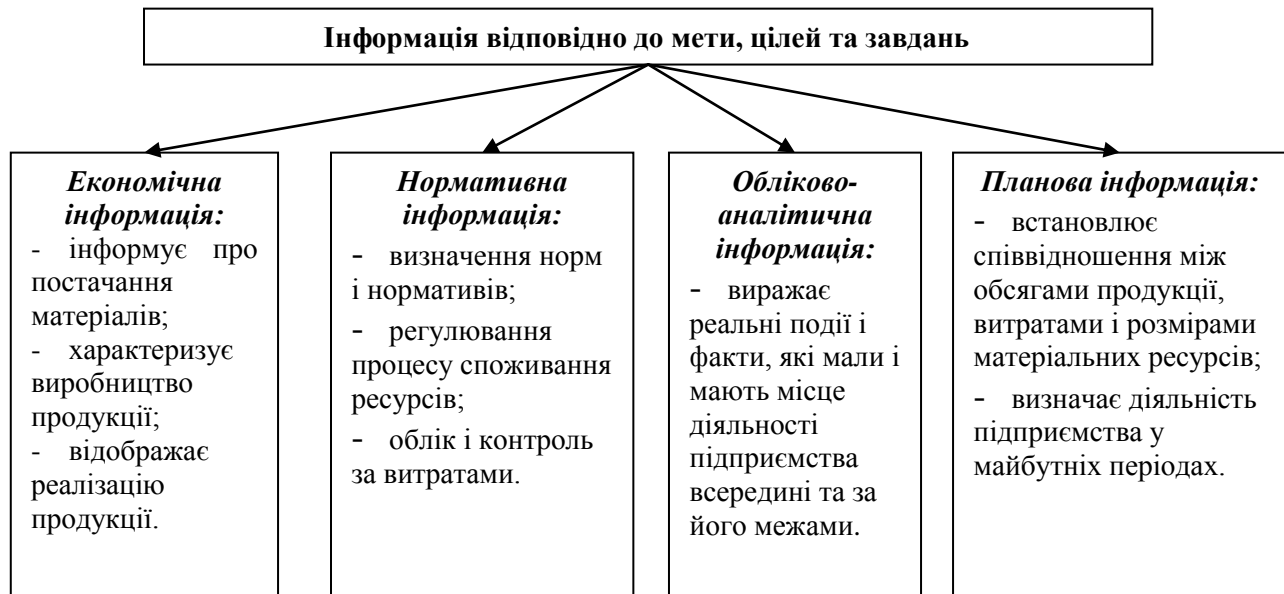 Інформація відповідно до мети, цілей та завдань
Економічна
інформація:
- інформує про
постачання
матеріалів;
- характеризує
виробництво
продукції;
- відображає
реалізацію
продукції.
Нормативна
інформація:
- визначення норм
і нормативів;
- регулювання
процесу споживання
ресурсів;
- облік і контроль
за витратами.
Обліково-
аналітична
інформація:
- виражає
реальні події і
факти, які мали і
мають місце
діяльності
підприємства
всередині та за
його межами.
Планова інформація:
- встановлює
співвідношення між
обсягами продукції,
витратами і розмірами
матеріальних ресурсів;
- визначає діяльність
підприємства у
майбутніх періодах.